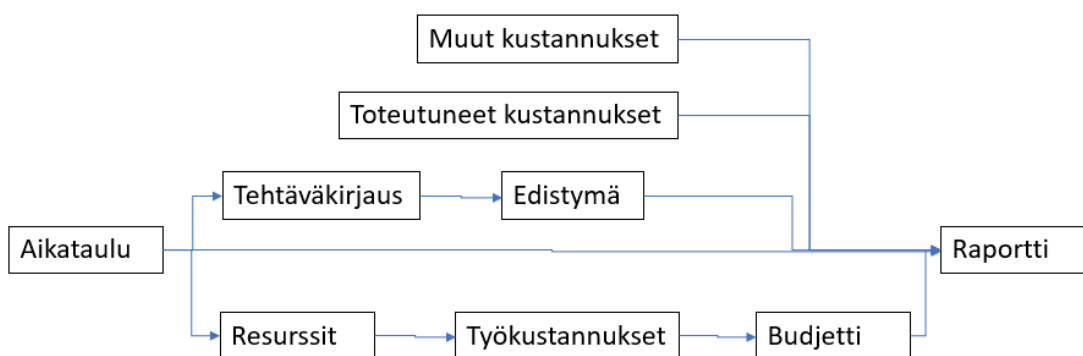 Muut kustannukset
Toteutuneet kustannukset
Tehtäväkirjaus
Edistymä
Aikataulu
Raportti
Resurssit
Työkustannukset
Budjetti